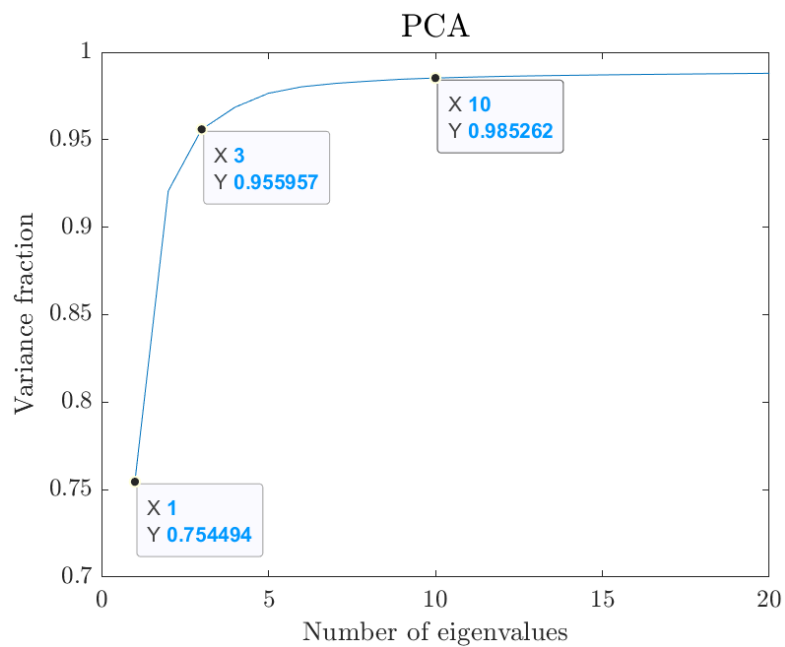 PCA
1
0.95
0.9
0.85
0.8
0.75
0.7
Variance fraction
X 10
Y 0.985262
X 3
Y 0.955957
X 1
Y 0.754494
0 5 10 15 20
Number of eigenvalues